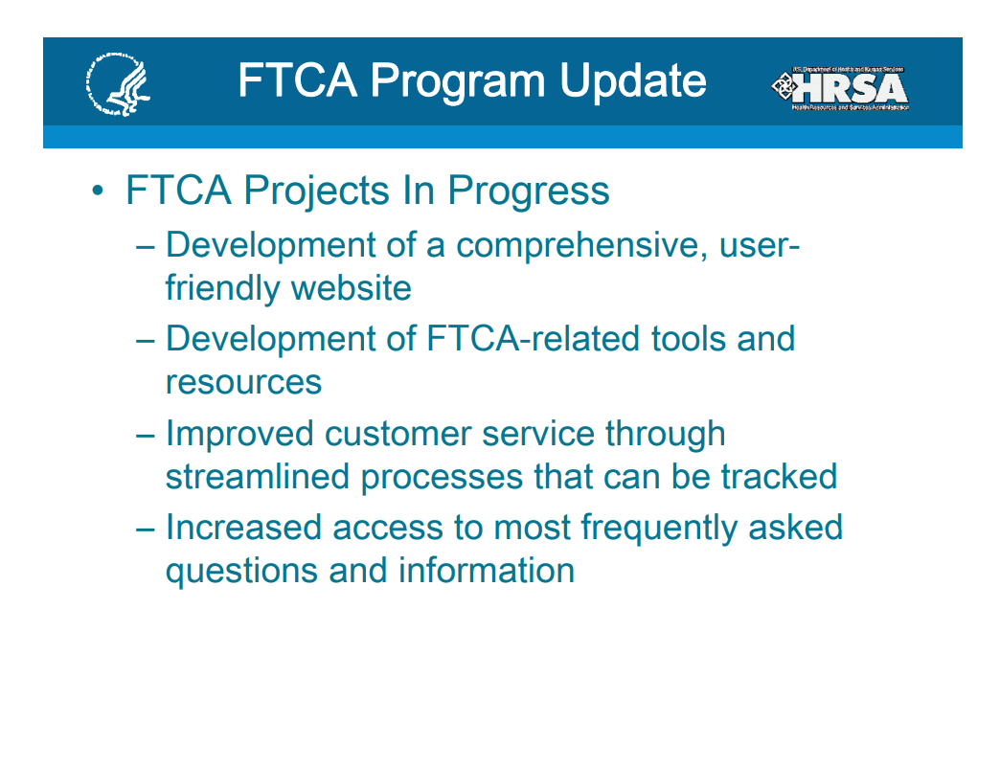 FTCA Program Update
U.S. Department of Health and Human Services
HRSA
Health Resources and Services Administration
• FTCA Projects In Progress
– Development of a comprehensive, user-
friendly website
– Development of FTCA-related tools and
resources
– Improved customer service through
streamlined processes that can be tracked
– Increased access to most frequently asked
questions and information